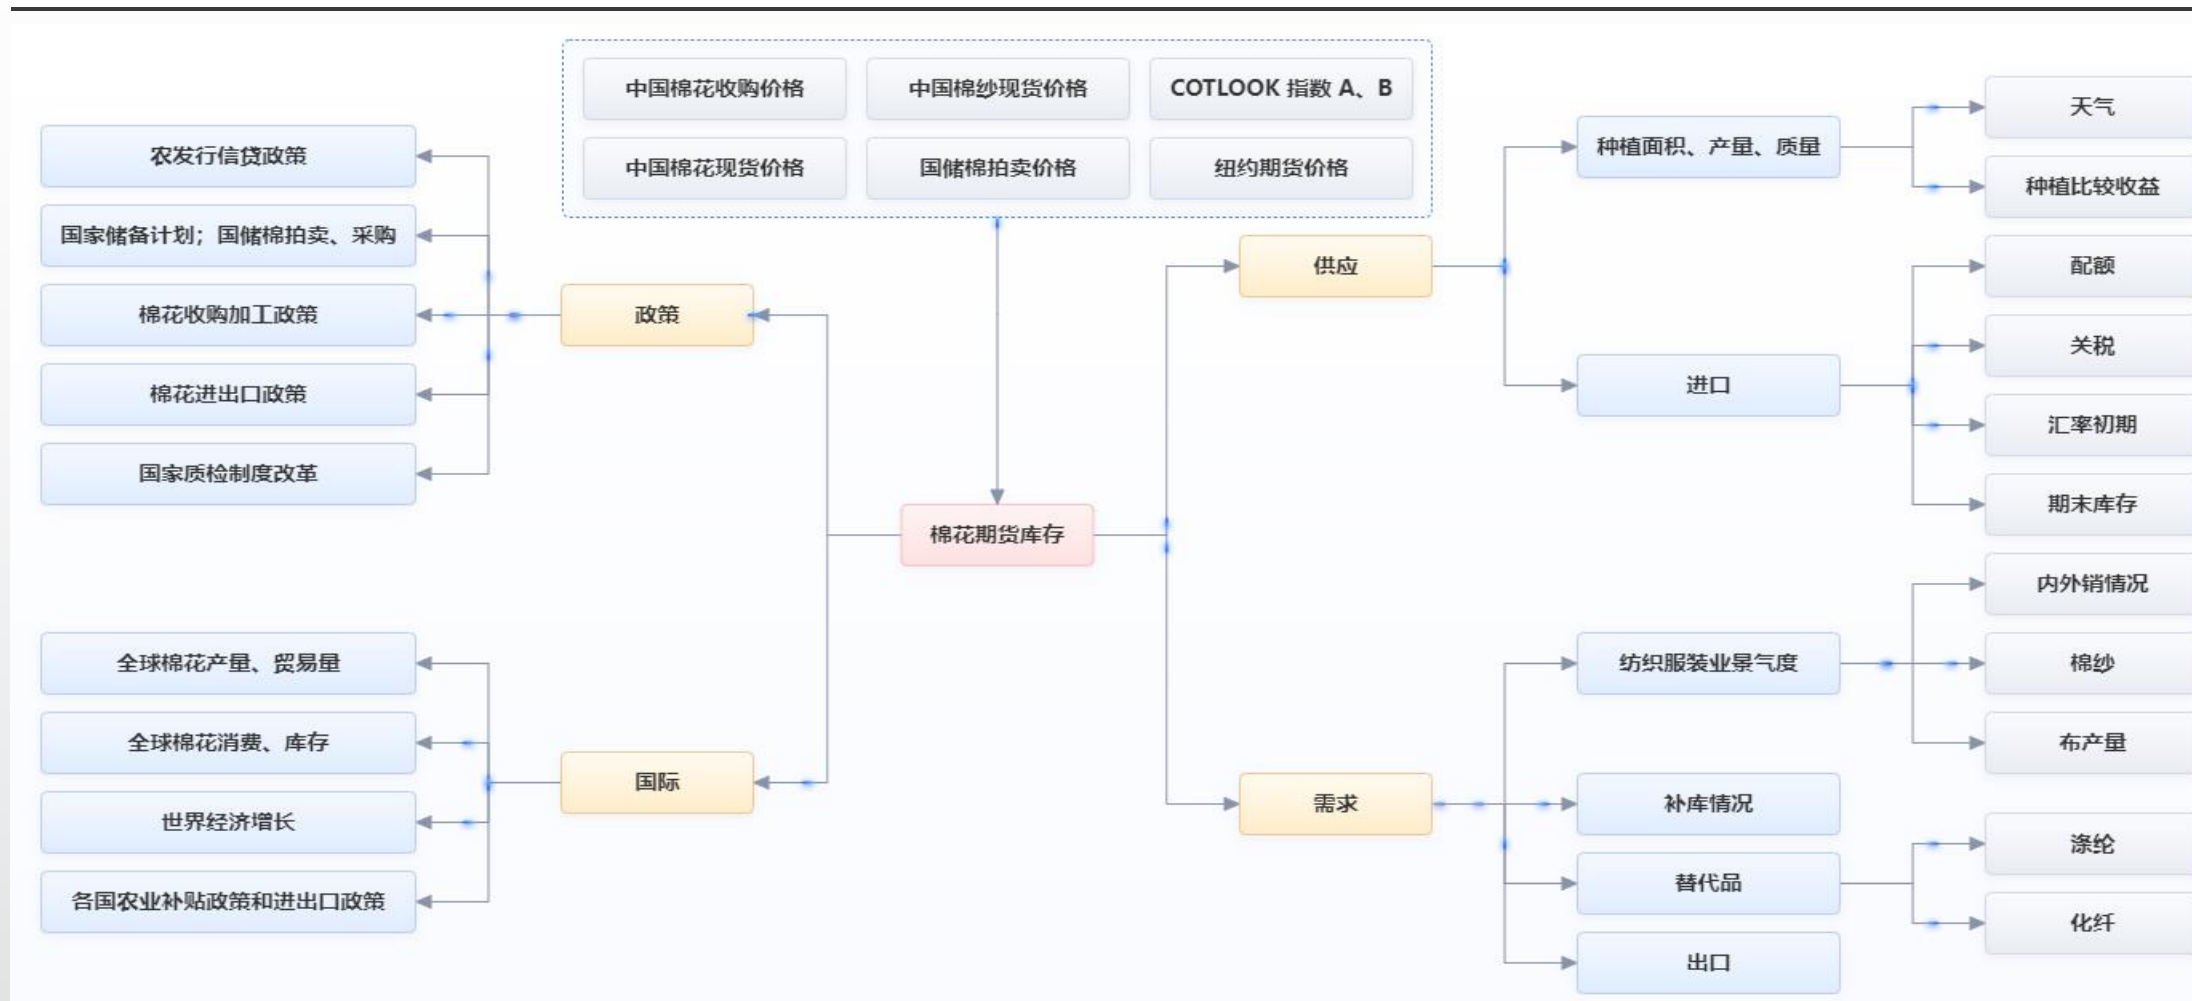 中国棉花收购价格
中国棉纱现货价格
COTLOOK 指数 A、B
中国棉花现货价格
国储棉拍卖价格
纽约期货价格
农发行信贷政策
国家储备计划；国储棉拍卖、采购
棉花收购加工政策
棉花进出口政策
国家质检制度改革
政策
棉花期货库存
全球棉花产量、贸易量
全球棉花消费、库存
世界经济增长
各国农业补贴政策和进出口政策
国际
供应
种植面积、产量、质量
天气
种植比较收益
进口
配额
关税
汇率初期
期末库存
需求
纺织服装业景气度
内外销情况
棉纱
布产量
补库情况
替代品
涤纶
化纤
出口